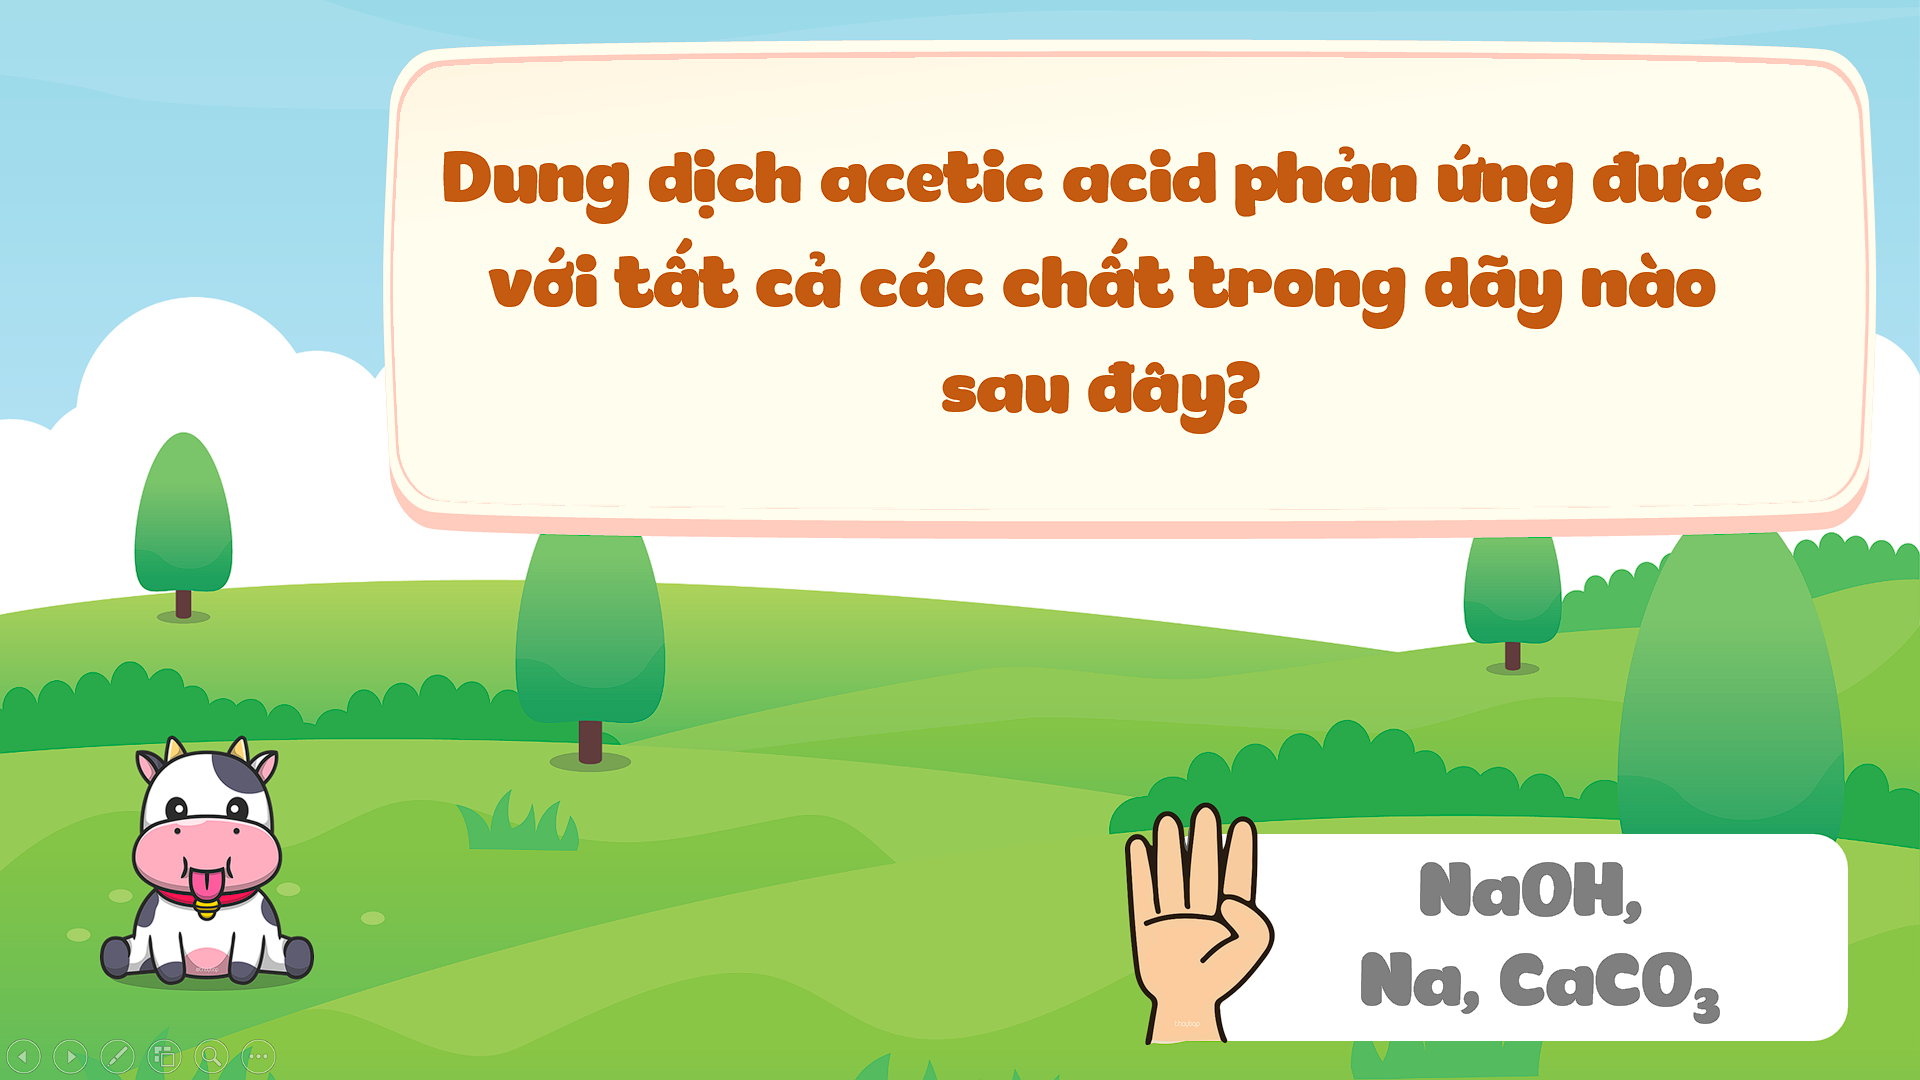 Dung dịch acetic acid phản ứng được
với tất cả các chất trong dãy nào
sau đây?
NaOH,
Na, CaCO₃